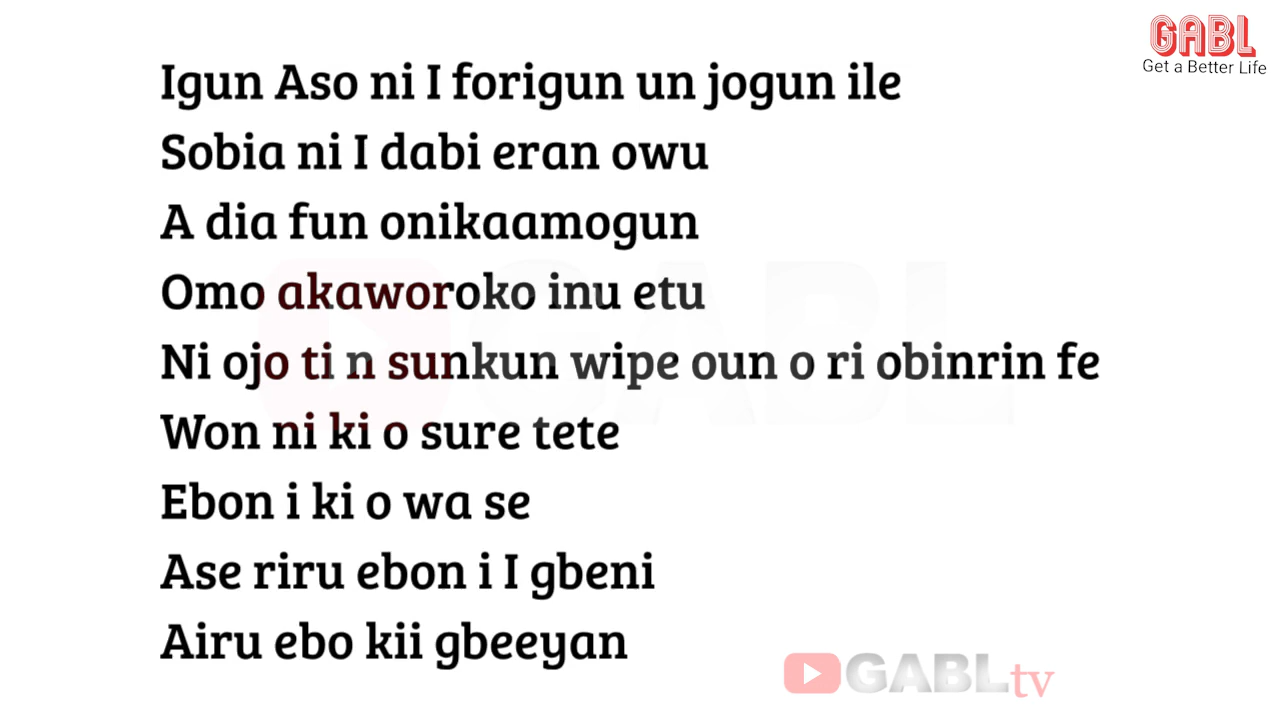 GABL
Get a Better Life
Igun Aso ni I forigun un jogun ile
Sobia ni I dabi eran owu
A dia fun onikaamogun
Omo akaworoko inu etu
Ni ojo ti n sunkun wipe oun o ri obinrin fe
Won ni ki o sure tete
Ebon i ki o wa se
Ase riru ebon i I gbeni
Airu ebo kii gbeeyan
GABL
GABLtv